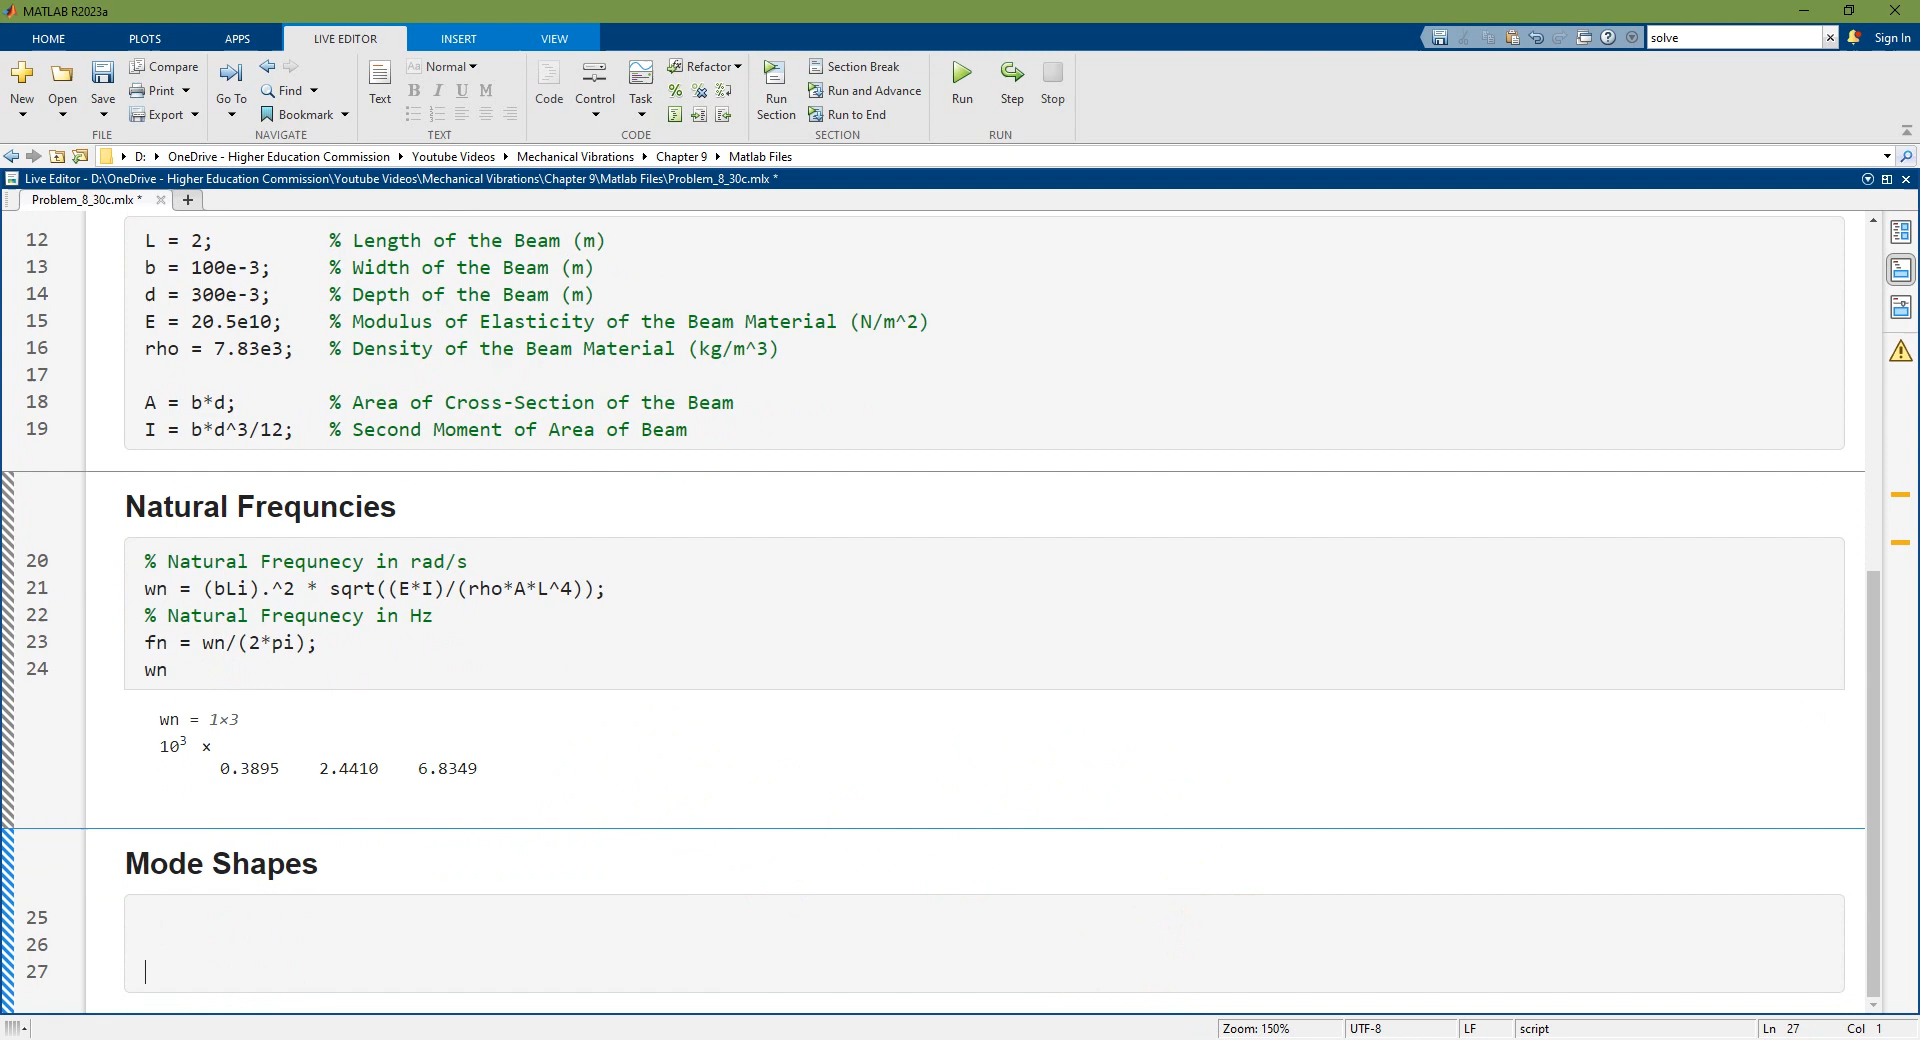 MATLAB R2023a
HOME PLOTS APPS LIVE EDITOR INSERT VIEW solve Sign In
New Open Save Compare Print Export Go To Find Bookmark Text Aa Normal B I U M Code Control Task Refactor Run Section Section Break Run and Advance Run to End Run Step Stop
FILE NAVIGATE TEXT CODE SECTION RUN
D: OneDrive - Higher Education Commission Youtube Videos Mechanical Vibrations Chapter 9 Matlab Files
Live Editor - D:\OneDrive - Higher Education Commission\Youtube Videos\Mechanical Vibrations\Chapter 9\Matlab Files\Problem_8_30c.mlx *
Problem_8_30c.mlx *
12 L = 2; % Length of the Beam (m)
13 b = 100e-3; % Width of the Beam (m)
14 d = 300e-3; % Depth of the Beam (m)
15 E = 20.5e10; % Modulus of Elasticity of the Beam Material (N/m^2)
16 rho = 7.83e3; % Density of the Beam Material (kg/m^3)
17
18 A = b*d; % Area of Cross-Section of the Beam
19 I = b*d^3/12; % Second Moment of Area of Beam
Natural Frequncies
20 % Natural Frequnecy in rad/s
21 wn = (bLi).^2 * sqrt((E*I)/(rho*A*L^4));
22 % Natural Frequnecy in Hz
23 fn = wn/(2*pi);
24 wn
wn = 1×3
10³ ×
0.3895 2.4410 6.8349
Mode Shapes
25
26
27
Zoom: 150% UTF-8 LF script Ln 27 Col 1